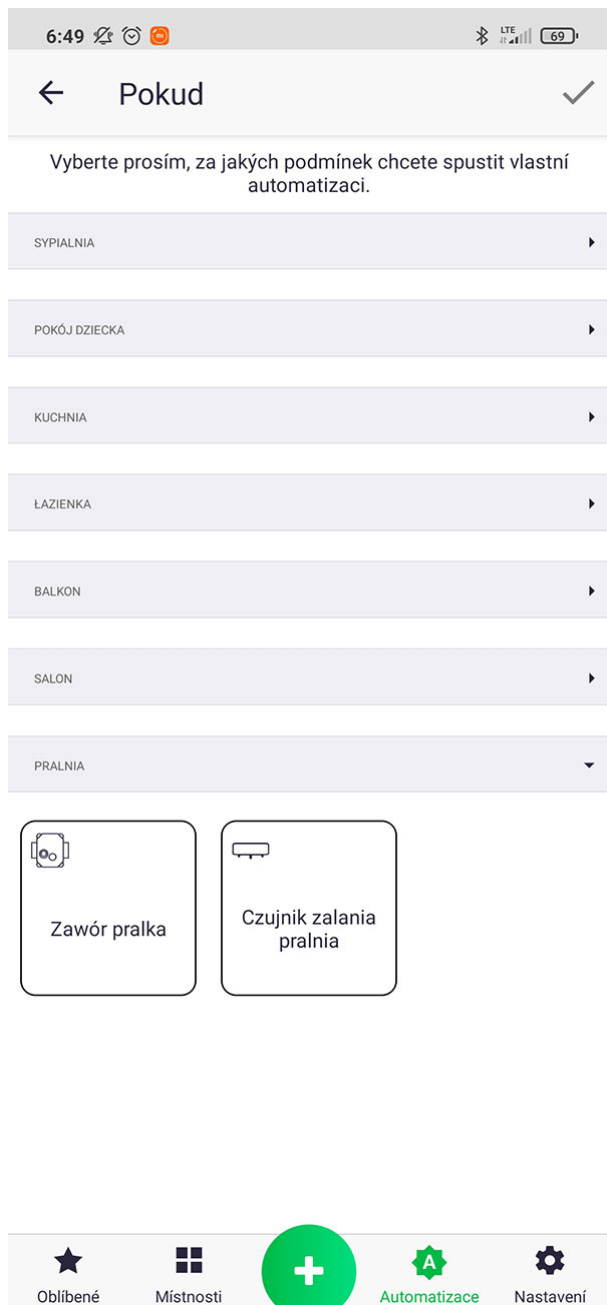 6:49
LTE
69
Pokud
Vyberte prosím, za jakých podmínek chcete spustit vlastní
automatizaci.
SYPIALNIA
POKÓJ DZIECKA
KUCHNIA
ŁAZIENKA
BALKON
SALON
PRALNIA
Zawór pralka
Czujnik zalania
pralnia
A
Oblíbené
Místnosti
Automatizace
Nastavení